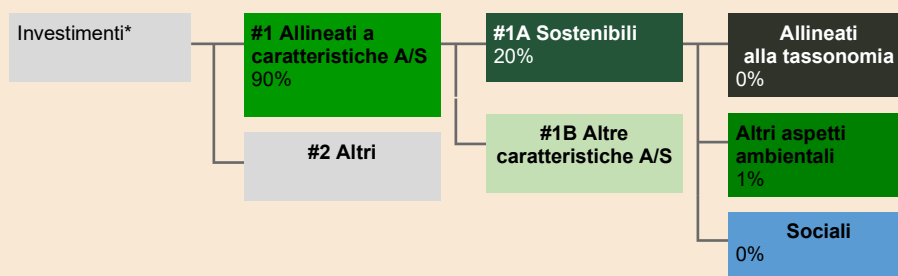 Investimenti*
#1 Allineati a
caratteristiche A/S
90%
#2 Altri
#1A Sostenibili
20%
#1B Altre
caratteristiche A/S
Allineati
alla tassonomia
0%
Altri aspetti
ambientali
1%
Sociali
0%